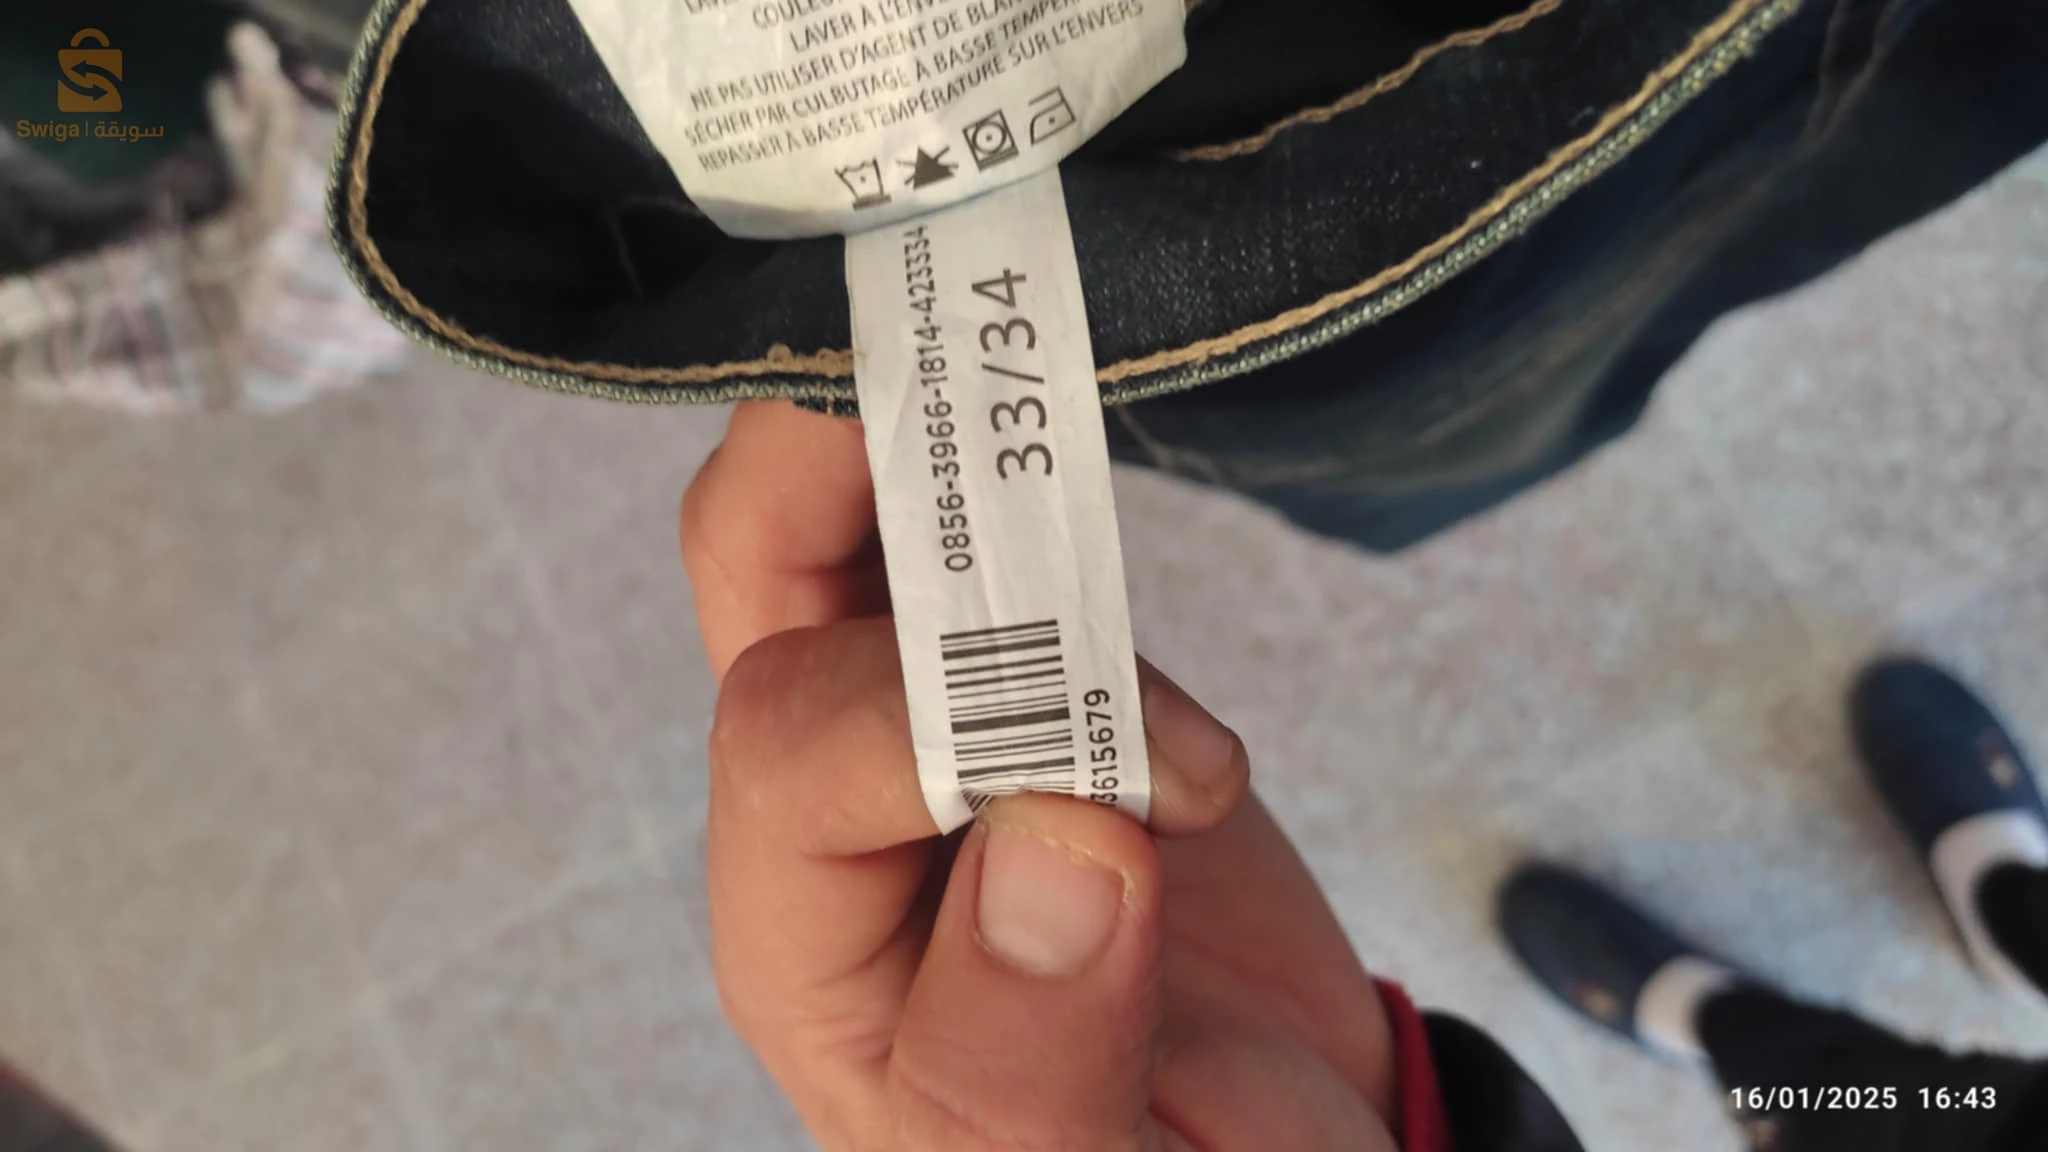 Swiga | سويقة
COULEU
LAVER À L'ENV
NE PAS UTILISER D'AGENT DE BLAN
SÉCHER PAR CULBUTAGE À BASSE TEMPÉR
REPASSER À BASSE TEMPÉRATURE SUR L'ENVERS
0856-3966-1814-423334
33/34
3615679
16/01/2025 16:43